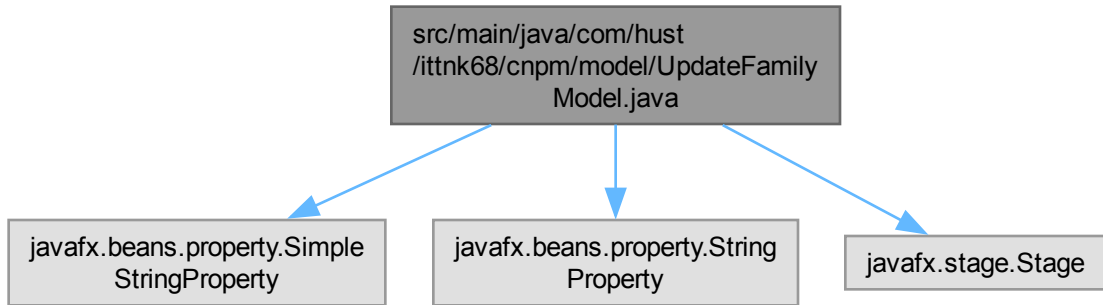 src/main/java/com/hust
/ittnk68/cnpm/model/UpdateFamily
Model.java
javafx.beans.property.Simple
StringProperty
javafx.beans.property.String
Property
javafx.stage.Stage